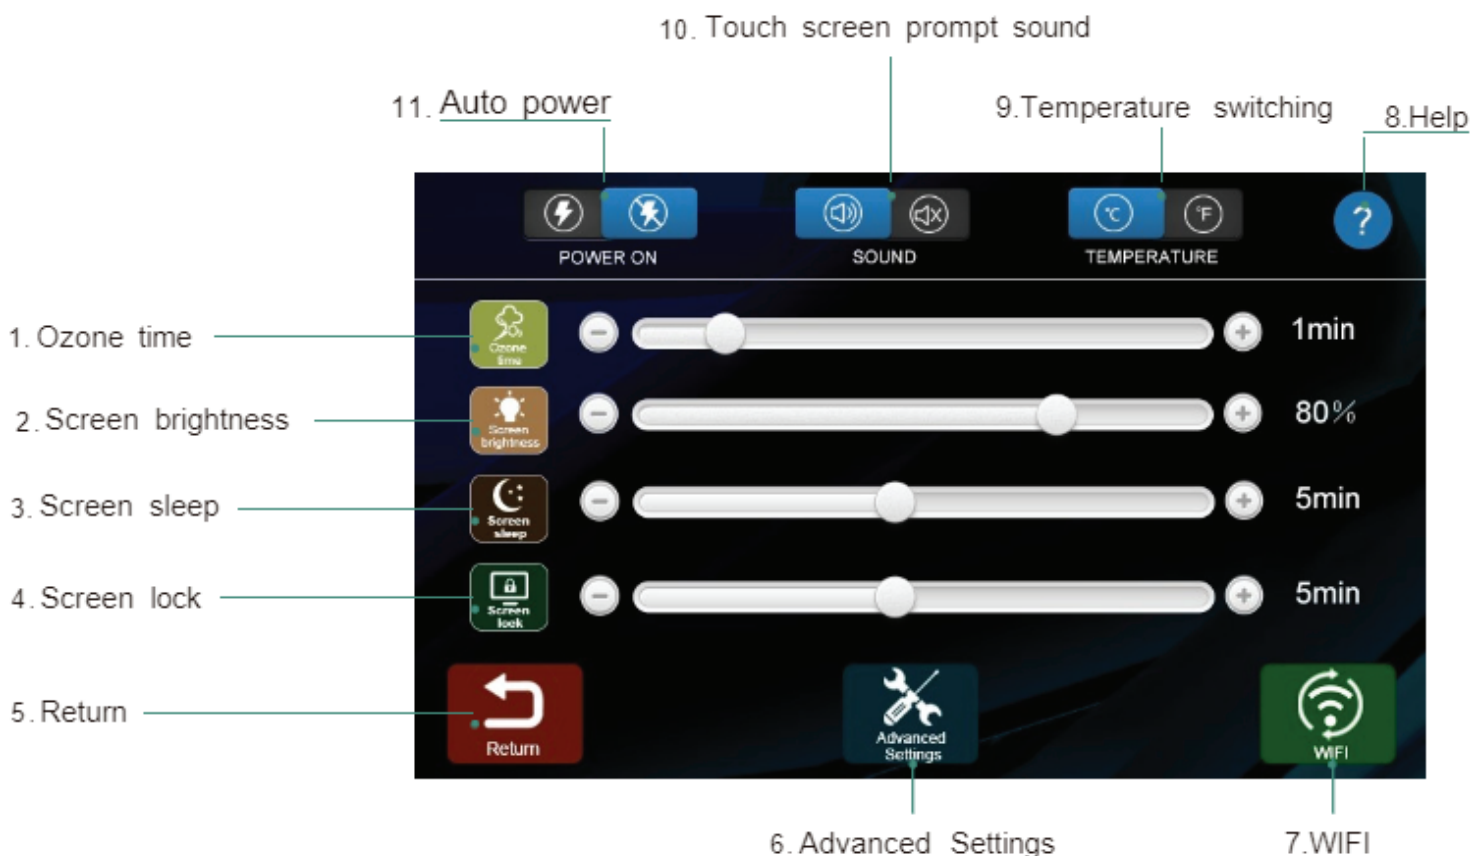 10. Touch screen prompt sound
11. Auto power
9.Temperature switching
8.Help
°C
°F
?
POWER ON
SOUND
TEMPERATURE
1. Ozone time
O₃
Ozone
time
1min
2. Screen brightness
Screen
brightness
80%
3. Screen sleep
Screen
sleep
5min
4. Screen lock
Screen
lock
5min
5. Return
Return
Advanced
Settings
WIFI
6. Advanced Settings
7.WIFI